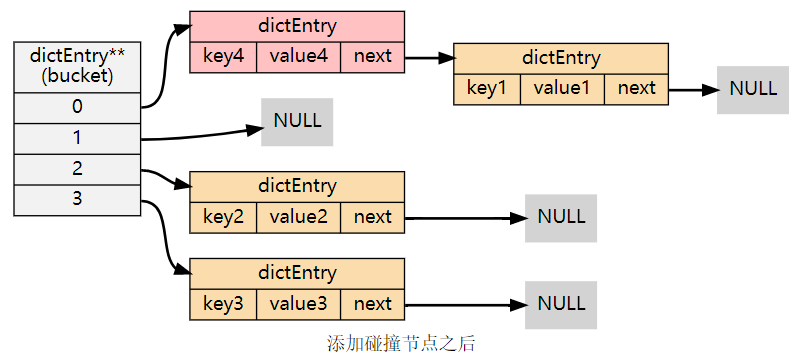 dictEntry**
(bucket)
0
1
2
3
dictEntry
key4 value4 next
dictEntry
key1 value1 next
NULL
NULL
dictEntry
key2 value2 next
NULL
dictEntry
key3 value3 next
NULL
添加碰撞节点之后